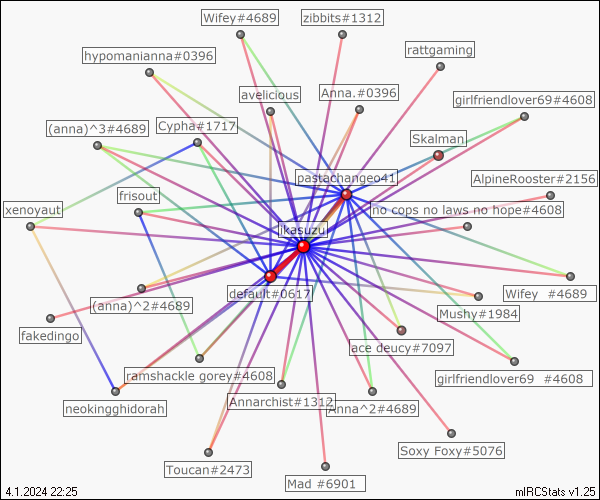 Wifey#4689
zibbits#1312
hypomanianna#0396
rattgaming
avelicious
Anna.#0396
girlfriendlover69#4608
(anna)^3#4689
Cypha#1717
Skalman
pastachangeo41
AlpineRooster#2156
frisout
xenoyaut
no cops no laws no hope#4608
ikasuzu
default#0617
Wifey #4689
(anna)^2#4689
Mushy#1984
fakedingo
ace deucy#7097
ramshackle gorey#4608
girlfriendlover69 #4608
neokingghidorah
Annarchist#1312
Anna^2#4689
Soxy Foxy#5076
Toucan#2473
Mad #6901
4.1.2024 22:25
mIRCStats v1.25